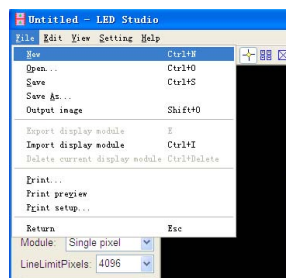 Untitled - LED Studio
File Edit View Setting Help
New Ctrl+N
Open... Ctrl+O
Save Ctrl+S
Save As...
Output image Shift+O
Export display module E
Import display module Ctrl+I
Delete current display module Ctrl+Delete
Print...
Print preview
Print setup...
Return Esc
Module: Single pixel
LineLimitPixels: 4096